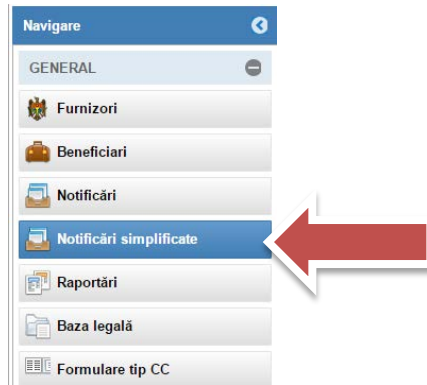 Navigare
GENERAL
Furnizori
Beneficiari
Notificări
Notificări simplificate
Raportări
Baza legală
Formulare tip CC